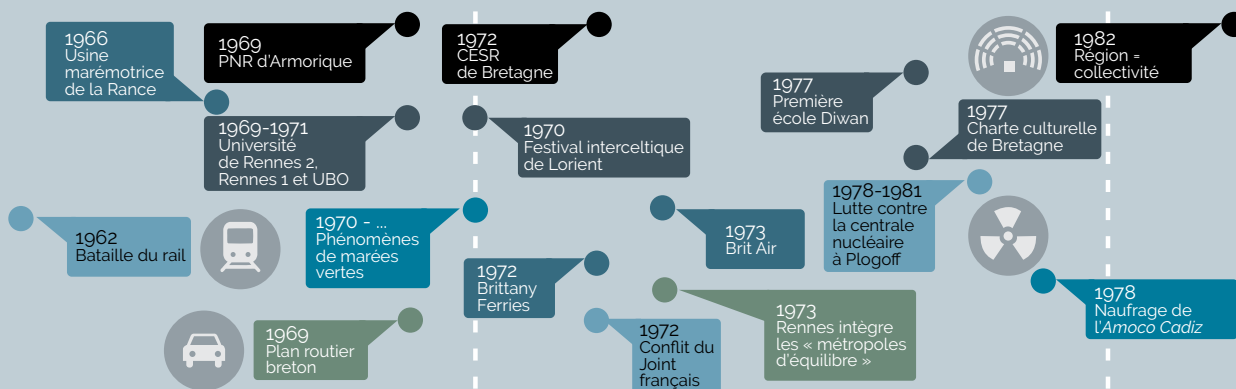 1966
Usine
marémotrice
de la Rance
1969
PNR d'Armorique
1972
CESR
de Bretagne
1982
Région =
collectivité
1977
Première
école Diwan
1977
Charte culturelle
de Bretagne
1969-1971
Université
de Rennes 2,
Rennes 1 et UBO
1970
Festival interceltique
de Lorient
1978-1981
Lutte contre
la centrale
nucléaire
à Plogoff
1962
Bataille du rail
1970 - ...
Phénomènes
de marées
vertes
1973
Brit Air
1972
Brittany
Ferries
1978
Naufrage de
l'Amoco Cadiz
1969
Plan routier
breton
1972
Conflit du
Joint
français
1973
Rennes intègre
les « métropoles
d'équilibre »